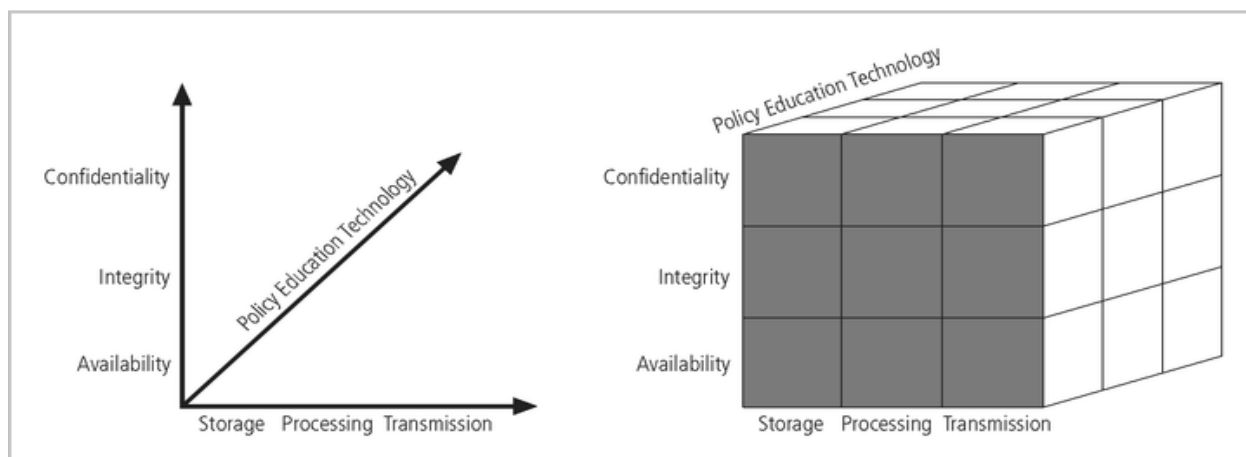 Confidentiality
Integrity
Availability
Policy Education Technology
Storage Processing Transmission
Policy Education Technology
Confidentiality
Integrity
Availability
Storage Processing Transmission